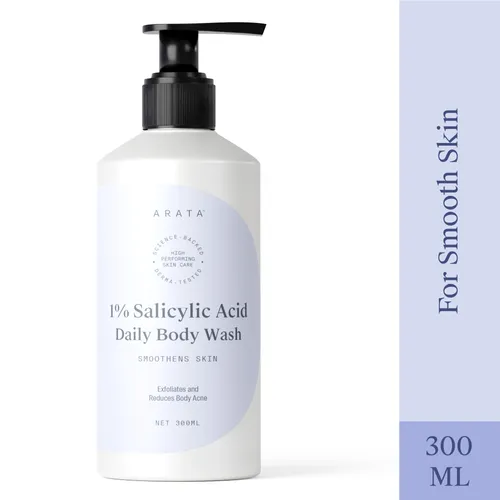 ARATA™
SCIENCE-BACKED
HIGH
PERFORMING
SKIN CARE
DERMA-TESTED
1% Salicylic Acid
Daily Body Wash
SMOOTHENS SKIN
Exfoliates and
Reduces Body Acne
NET 300ML
For Smooth Skin
300
ML